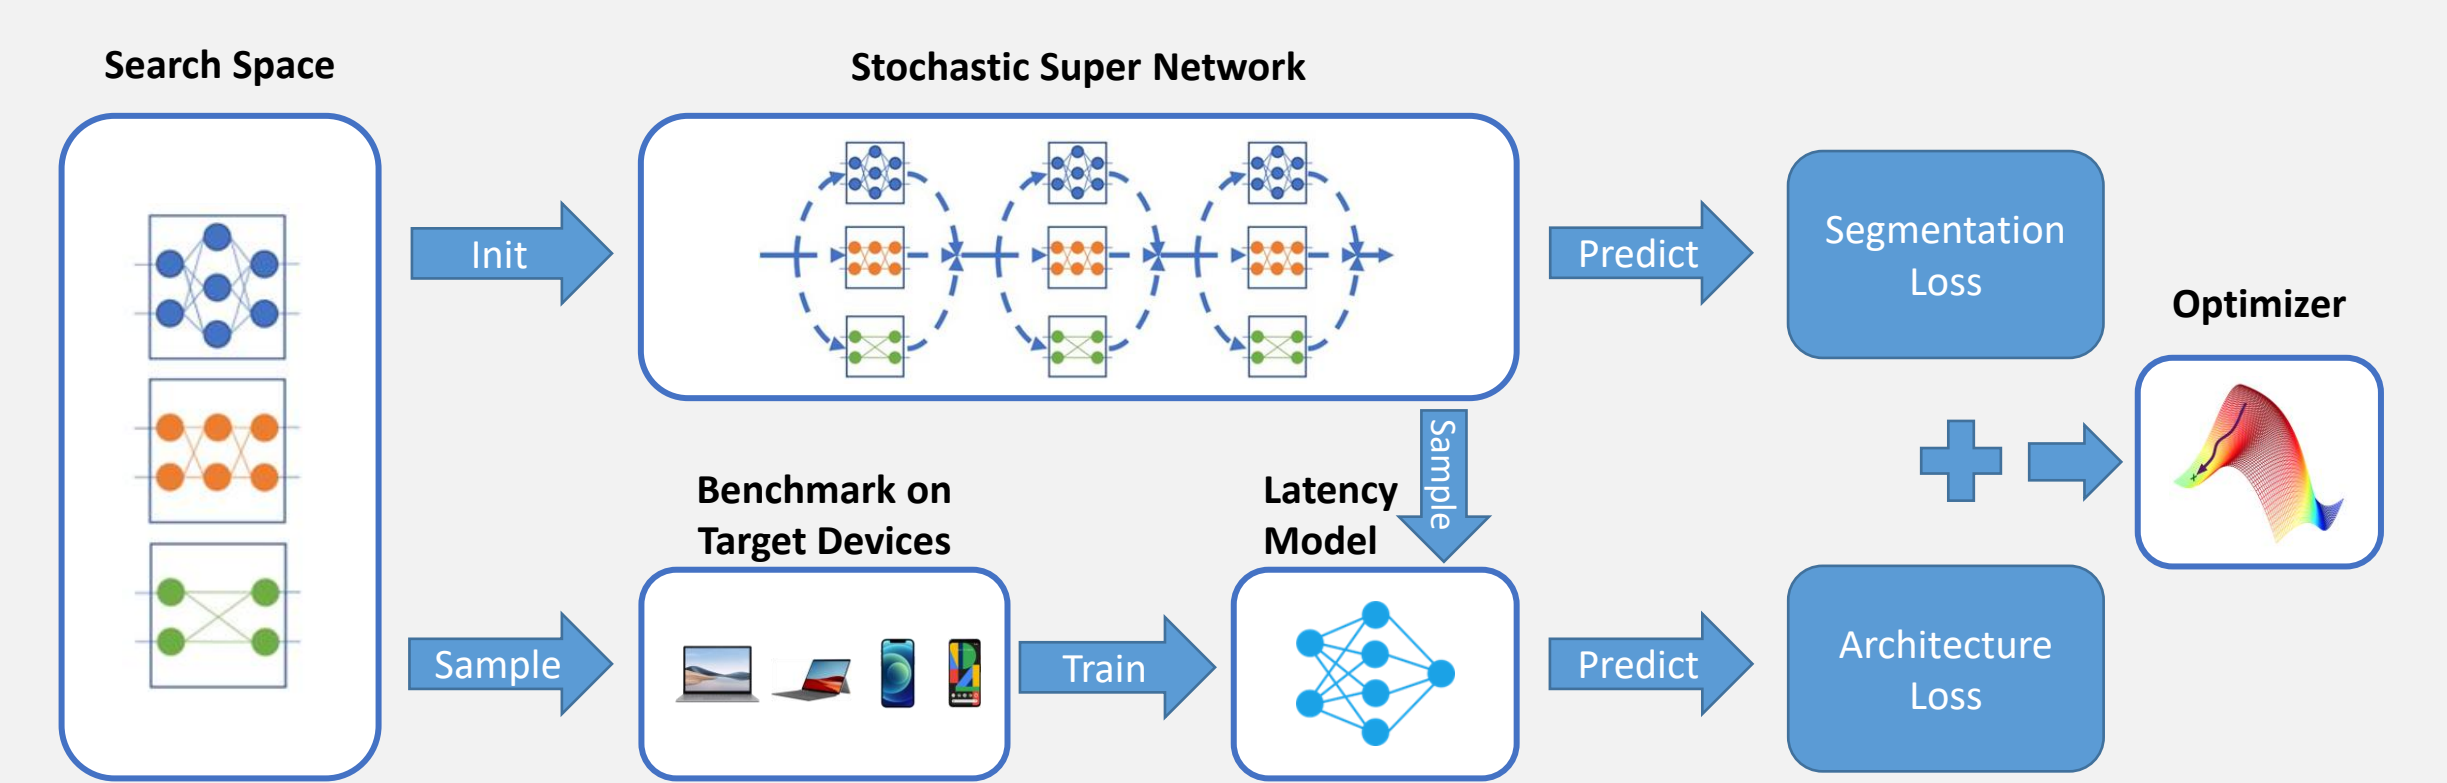 Search Space
Stochastic Super Network
Init
Predict
Segmentation
Loss
Optimizer
Sample
Benchmark on
Target Devices
Latency
Model
Sample
Train
Predict
Architecture
Loss